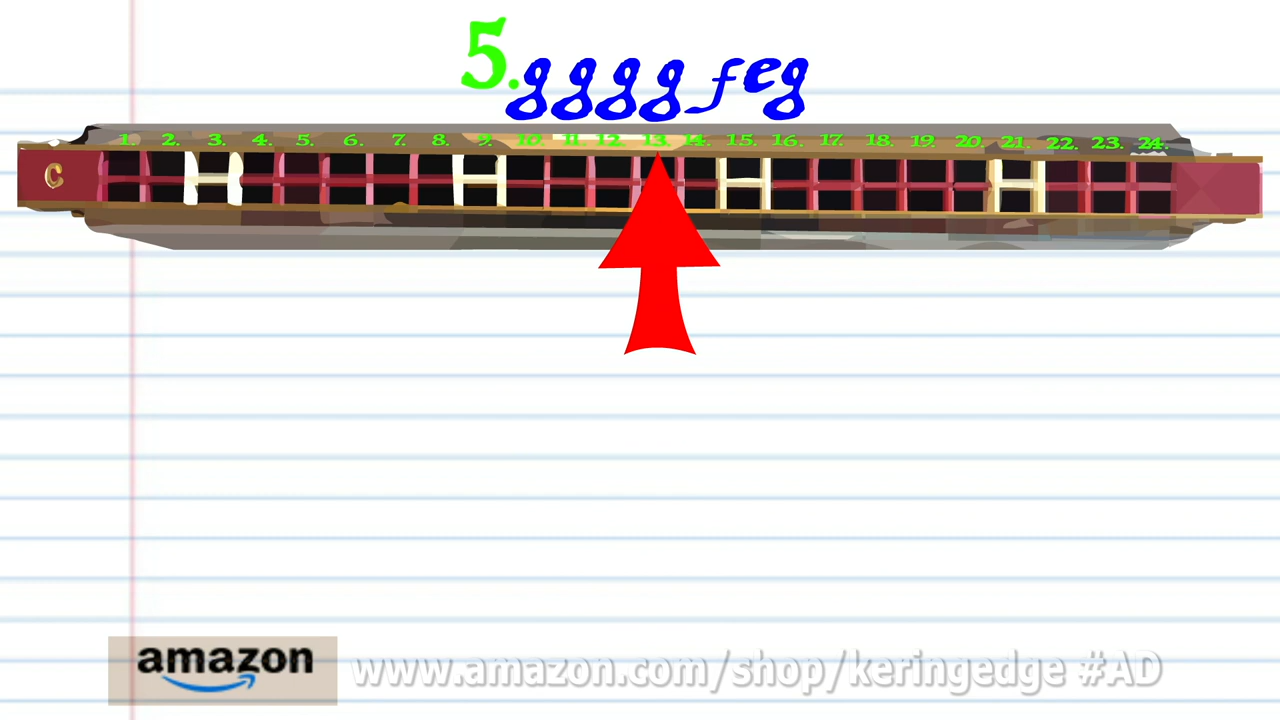 5. gggg feg
1. 2. 3. 4. 5. 6. 7. 8. 9. 10. 11. 12. 13. 14. 15. 16. 17. 18. 19. 20. 21. 22. 23. 24.
C
amazon www.amazon.com/shop/keringedge #AD